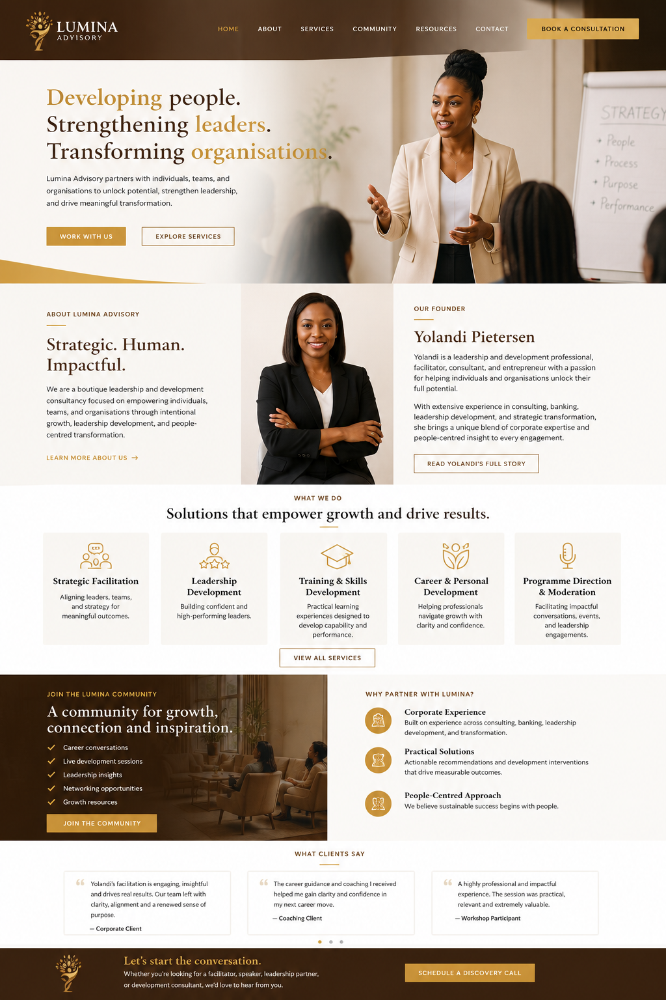 LUMINA
ADVISORY
HOME
ABOUT
SERVICES
COMMUNITY
RESOURCES
CONTACT
BOOK A CONSULTATION
Developing people.
Strengthening leaders.
Transforming organisations.
Lumina Advisory partners with individuals, teams, and
organisations to unlock potential, strengthen leadership,
and drive meaningful transformation.
WORK WITH US
EXPLORE SERVICES
STRATEGY
People
Process
Purpose
Performance
ABOUT LUMINA ADVISORY
Strategic. Human.
Impactful.
We are a boutique leadership and development
consultancy focused on empowering individuals,
teams, and organisations through intentional
growth, leadership development, and people-
centred transformation.
LEARN MORE ABOUT US →
OUR FOUNDER
Yolandi Pietersen
Yolandi is a leadership and development professional,
facilitator, consultant, and entrepreneur with a passion
for helping individuals and organisations unlock their
full potential.
With extensive experience in consulting, banking,
leadership development, and strategic transformation,
she brings a unique blend of corporate expertise and
people-centred insight to every engagement.
READ YOLANDI'S FULL STORY
WHAT WE DO
Solutions that empower growth and drive results.
Strategic Facilitation
Aligning leaders, teams,
and strategy for
meaningful outcomes.
Leadership
Development
Building confident and
high-performing leaders.
Training & Skills
Development
Practical learning
experiences designed to
develop capability and
performance.
Career & Personal
Development
Helping professionals
navigate growth with
clarity and confidence.
Programme Direction
& Moderation
Facilitating impactful
conversations, events,
and leadership
engagements.
VIEW ALL SERVICES
JOIN THE LUMINA COMMUNITY
A community for growth,
connection and inspiration.
Career conversations
Live development sessions
Leadership insights
Networking opportunities
Growth resources
JOIN THE COMMUNITY
WHY PARTNER WITH LUMINA?
Corporate Experience
Built on experience across consulting, banking, leadership
development, and transformation.
Practical Solutions
Actionable recommendations and development interventions
that drive measurable outcomes.
People-Centred Approach
We believe sustainable success begins with people.
WHAT CLIENTS SAY
“
Yolandi's facilitation is engaging, insightful
and drives real results. Our team left with
clarity, alignment and a renewed sense of
purpose.
— Corporate Client
“
The career guidance and coaching I received
helped me gain clarity and confidence in
my next career move.
— Coaching Client
“
A highly professional and impactful
experience. The session was practical,
relevant and extremely valuable.
— Workshop Participant
Let's start the conversation.
Whether you're looking for a facilitator, speaker, leadership partner,
or development consultant, we'd love to hear from you.
SCHEDULE A DISCOVERY CALL